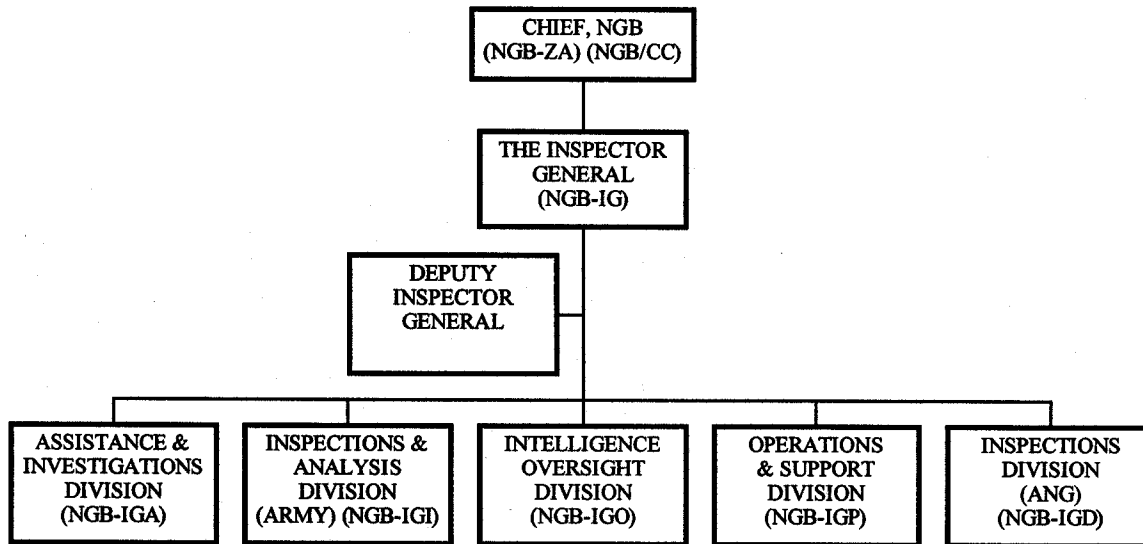 CHIEF, NGB
(NGB-ZA) (NGB/CC)
THE INSPECTOR
GENERAL
(NGB-IG)
DEPUTY
INSPECTOR
GENERAL
ASSISTANCE &
INVESTIGATIONS
DIVISION
(NGB-IGA)
INSPECTIONS &
ANALYSIS
DIVISION
(ARMY) (NGB-IGI)
INTELLIGENCE
OVERSIGHT
DIVISION
(NGB-IGO)
OPERATIONS
& SUPPORT
DIVISION
(NGB-IGP)
INSPECTIONS
DIVISION
(ANG)
(NGB-IGD)